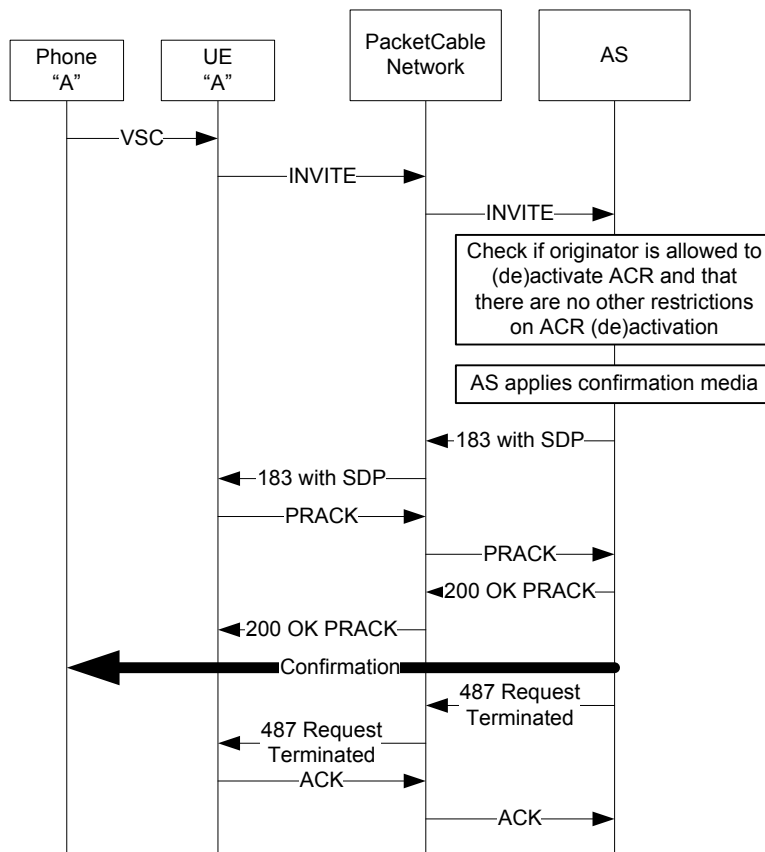 Phone
“A”
UE
“A”
PacketCable
Network
AS
VSC
INVITE
INVITE
Check if originator is allowed to
(de)activate ACR and that
there are no other restrictions
on ACR (de)activation
AS applies confirmation media
183 with SDP
183 with SDP
PRACK
PRACK
200 OK PRACK
200 OK PRACK
Confirmation
487 Request
Terminated
487 Request
Terminated
ACK
ACK